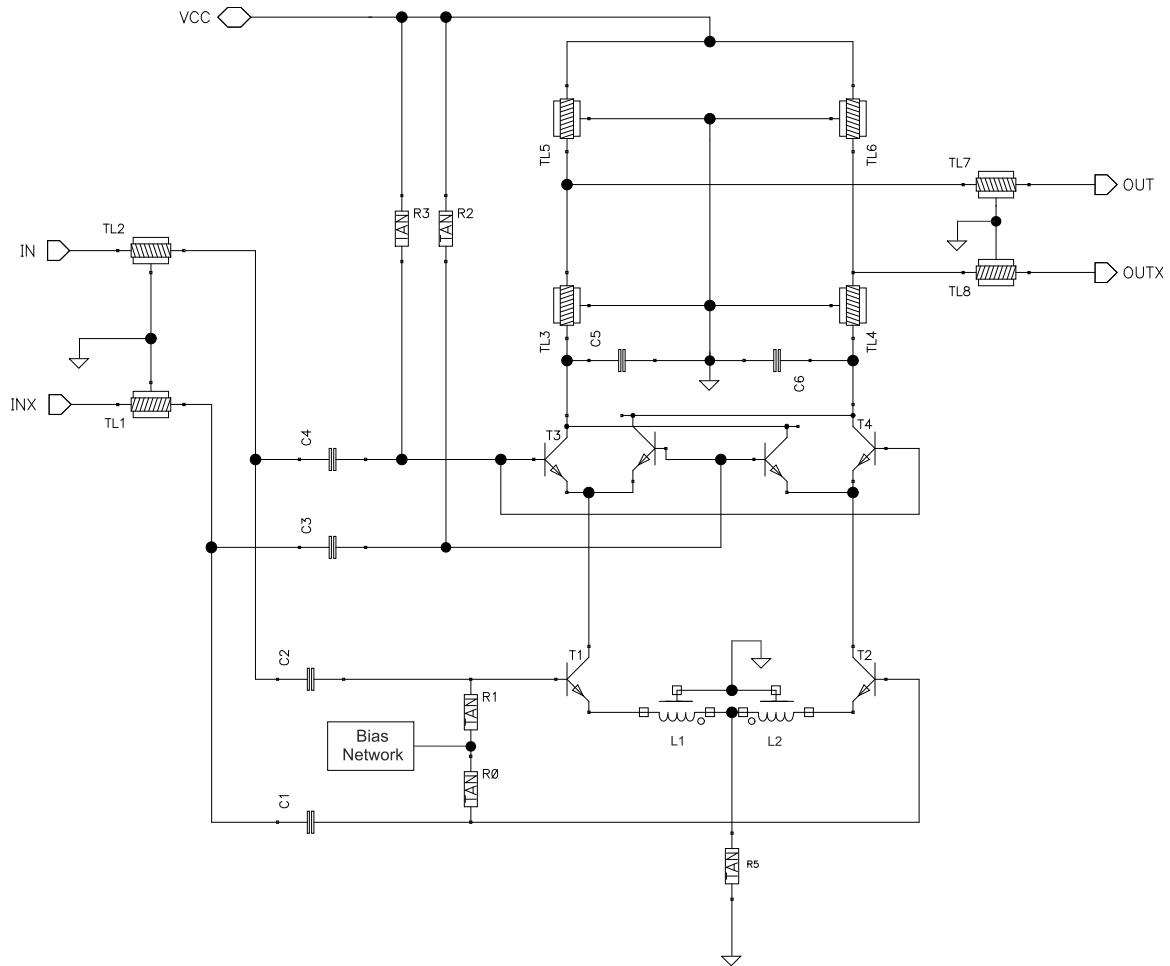 VCC
TL5
TL6
TL7
OUT
TAN
R3
TAN
R2
TL2
IN
OUTX
TL8
TL3
C5
TL4
C6
INX
TL1
C4
T3
T4
C3
C2
T1
T2
TAN
R1
Bias
Network
L1
L2
TAN
RØ
C1
TAN
R5